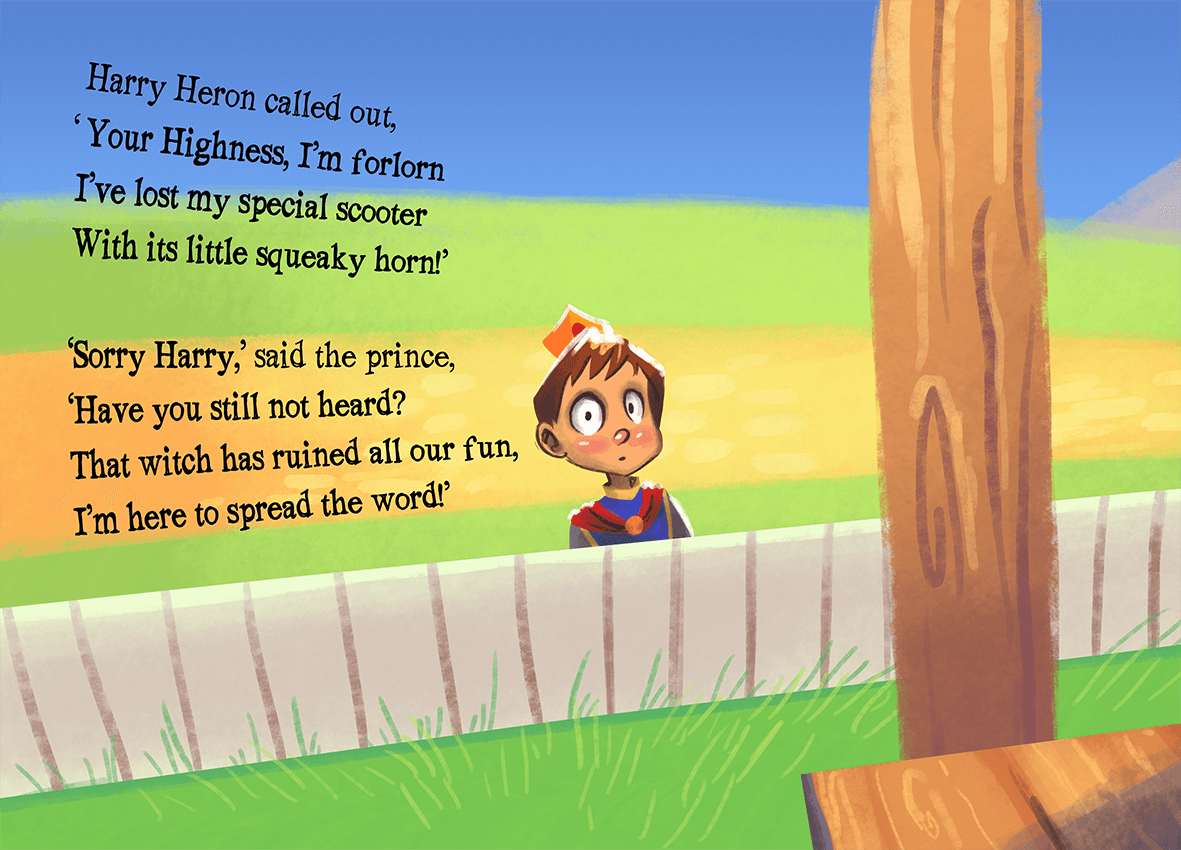 Harry Heron called out,
‘ Your Highness, I’m forlorn
I’ve lost my special scooter
With its little squeaky horn!’
‘Sorry Harry,’ said the prince,
‘Have you still not heard?
That witch has ruined all our fun,
I’m here to spread the word!’